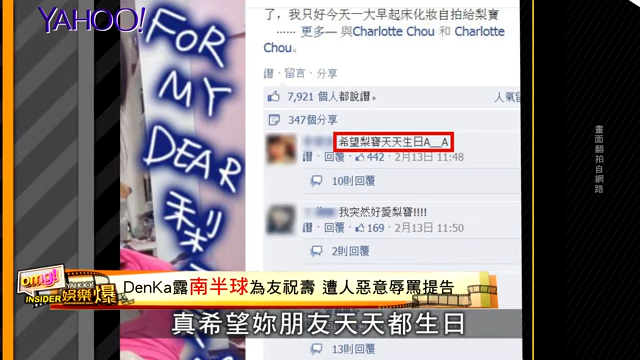 YAHOO!
FOR
MY
DEAR
梨
了，我只好今天一大早起床化妝自拍給梨寶
...... 更多— 與Charlotte Chou 和 Charlotte
Chou。
讚．留言．分享
7,921 個人都說讚。
人氣留
347個分享
希望梨寶天天生日A__A
讚．回覆．442．2月13日 11:48
10則回覆
我突然好愛梨寶!!!!
讚．回覆．169．2月13日 11:50
2則回覆
畫面翻拍自網路
omg!
INSIDER 娛樂爆
DenKa露南半球為友祝壽 遭人惡意辱罵提告
真希望妳朋友天天都生日
13則回覆